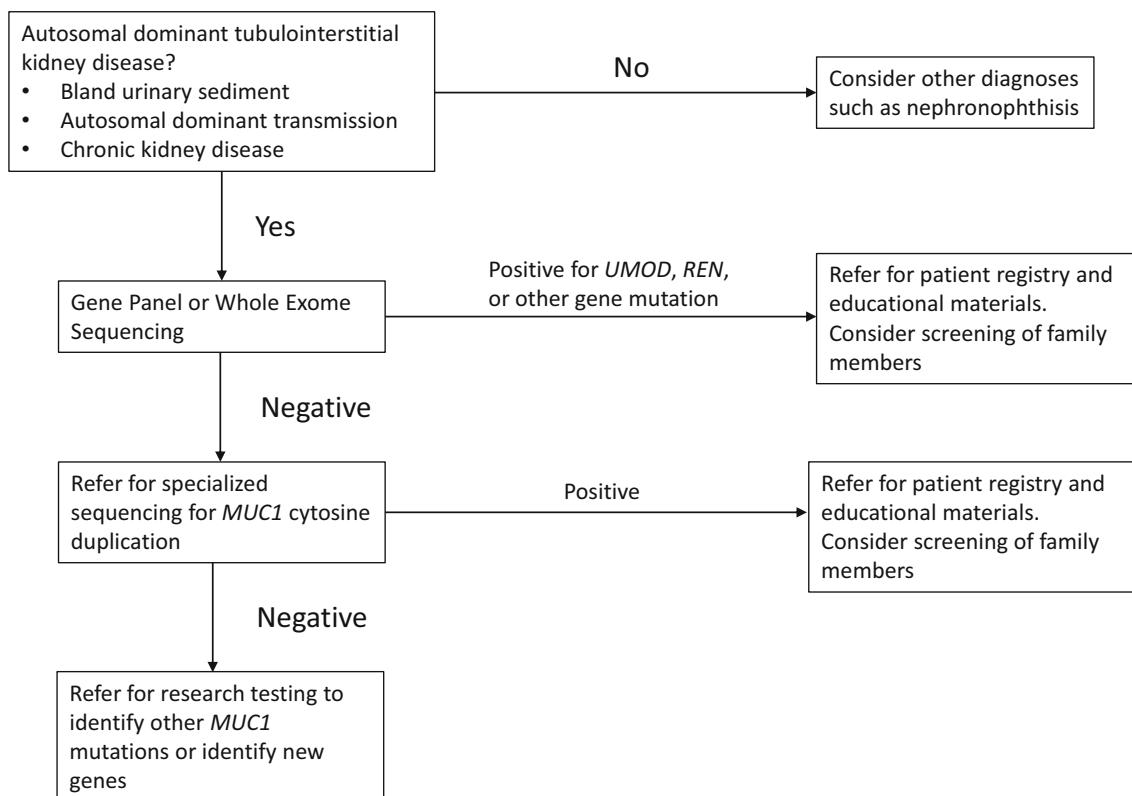 Autosomal dominant tubulointerstitial
kidney disease?
• Bland urinary sediment
• Autosomal dominant transmission
• Chronic kidney disease
No
Consider other diagnoses
such as nephronophthisis
Yes
Gene Panel or Whole Exome
Sequencing
Positive for UMOD, REN,
or other gene mutation
Refer for patient registry and
educational materials.
Consider screening of family
members
Negative
Refer for specialized
sequencing for MUC1 cytosine
duplication
Positive
Refer for patient registry and
educational materials.
Consider screening of family
members
Negative
Refer for research testing to
identify other MUC1
mutations or identify new
genes